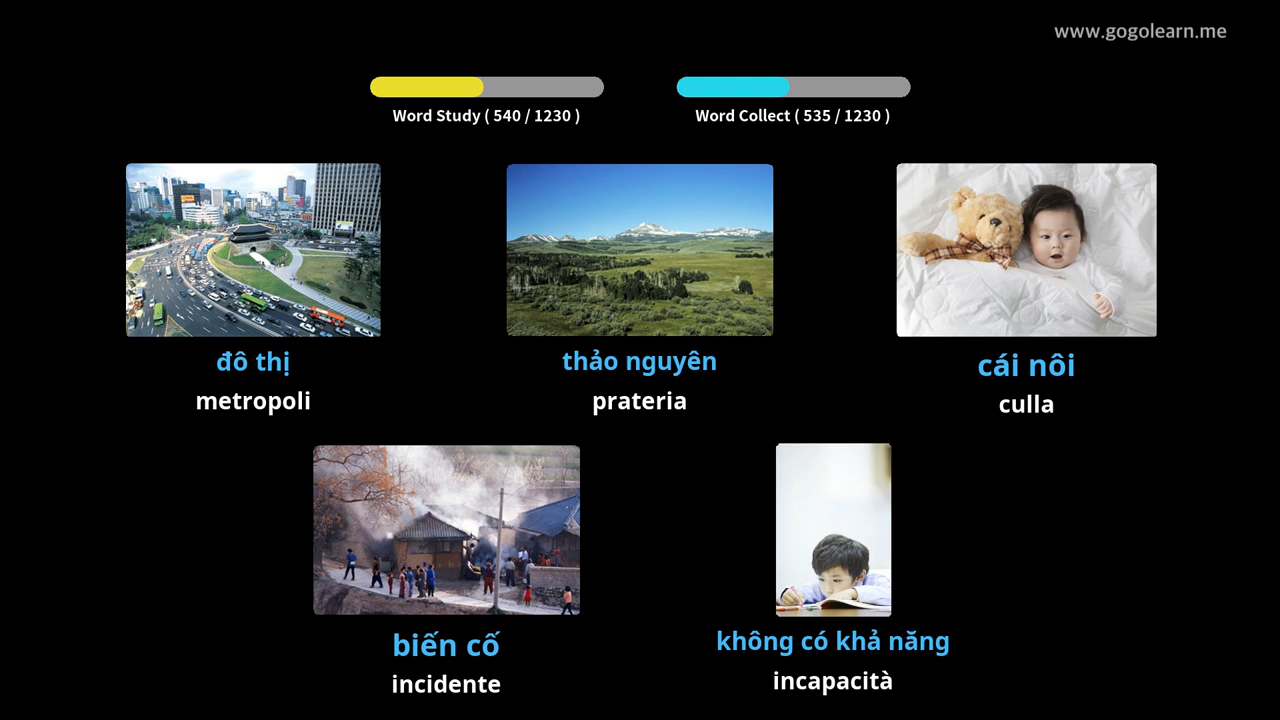 www.gogolearn.me
Word Study ( 540 / 1230 )
Word Collect ( 535 / 1230 )
đô thị
metropoli
thảo nguyên
prateria
cái nôi
culla
biến cố
incidente
không có khả năng
incapacità